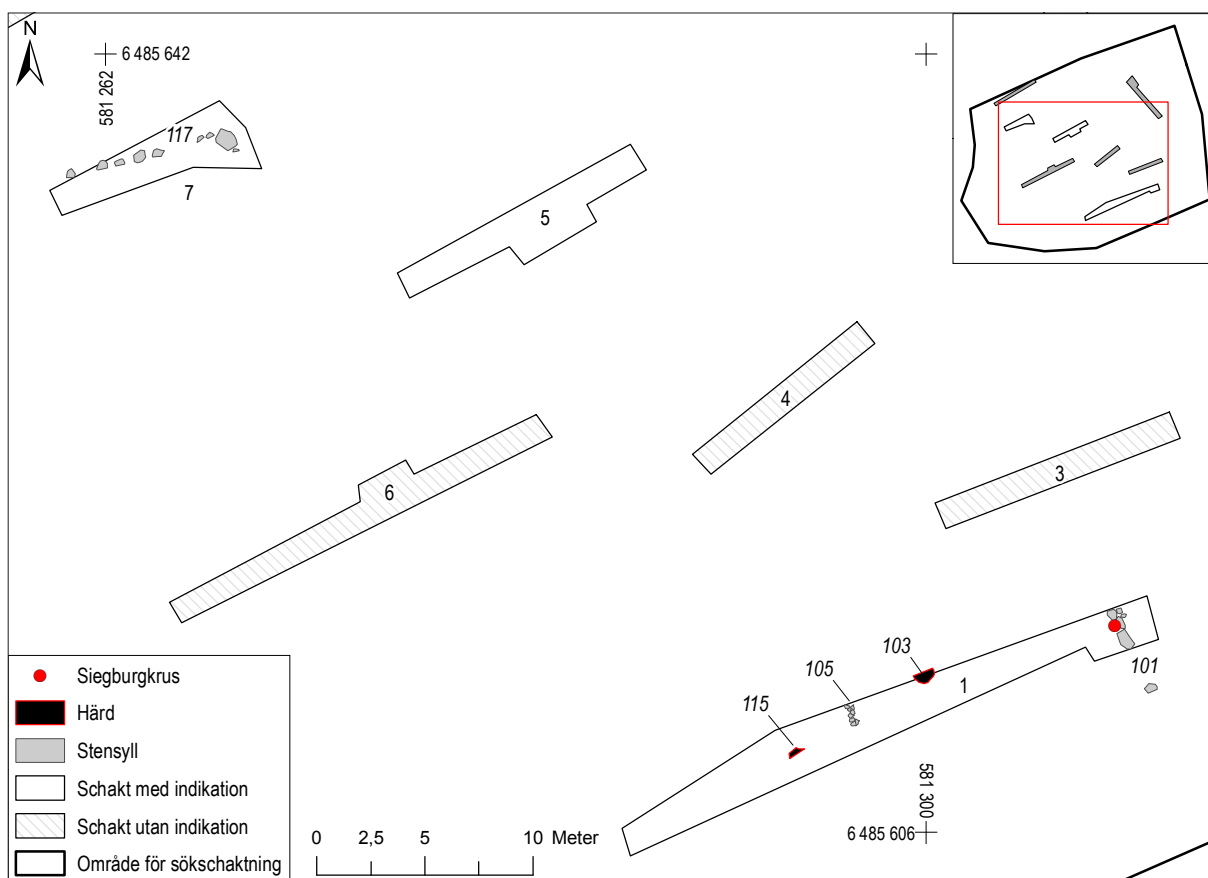 N
6 485 642
581 262
117
7
5
4
3
6
103
105
1
101
115
581 300
6 485 606
Siegburgkrus
Härd
Stensyll
Schakt med indikation
Schakt utan indikation
Område för sökschaktning
0 2,5 5 10 Meter